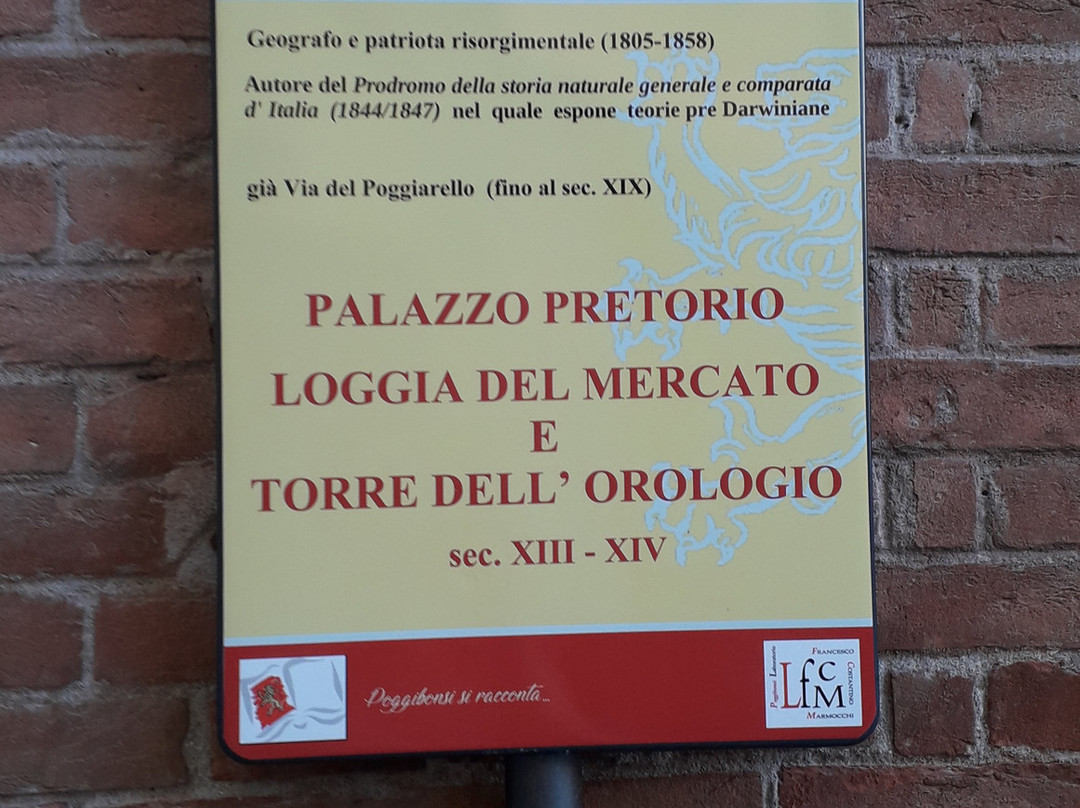 Geografo e patriota risorgimentale (1805-1858)
Autore del Prodromo della storia naturale generale e comparata
d' Italia (1844/1847) nel quale espone teorie pre Darwiniane
già Via del Poggiarello (fino al sec. XIX)
PALAZZO PRETORIO
LOGGIA DEL MERCATO
E
TORRE DELL' OROLOGIO
sec. XIII - XIV
Poggibonsi si racconta...
Poggibonsi Laboratorio
FRANCESCO
COSTANTINO
MARMOCCHI
LfCM